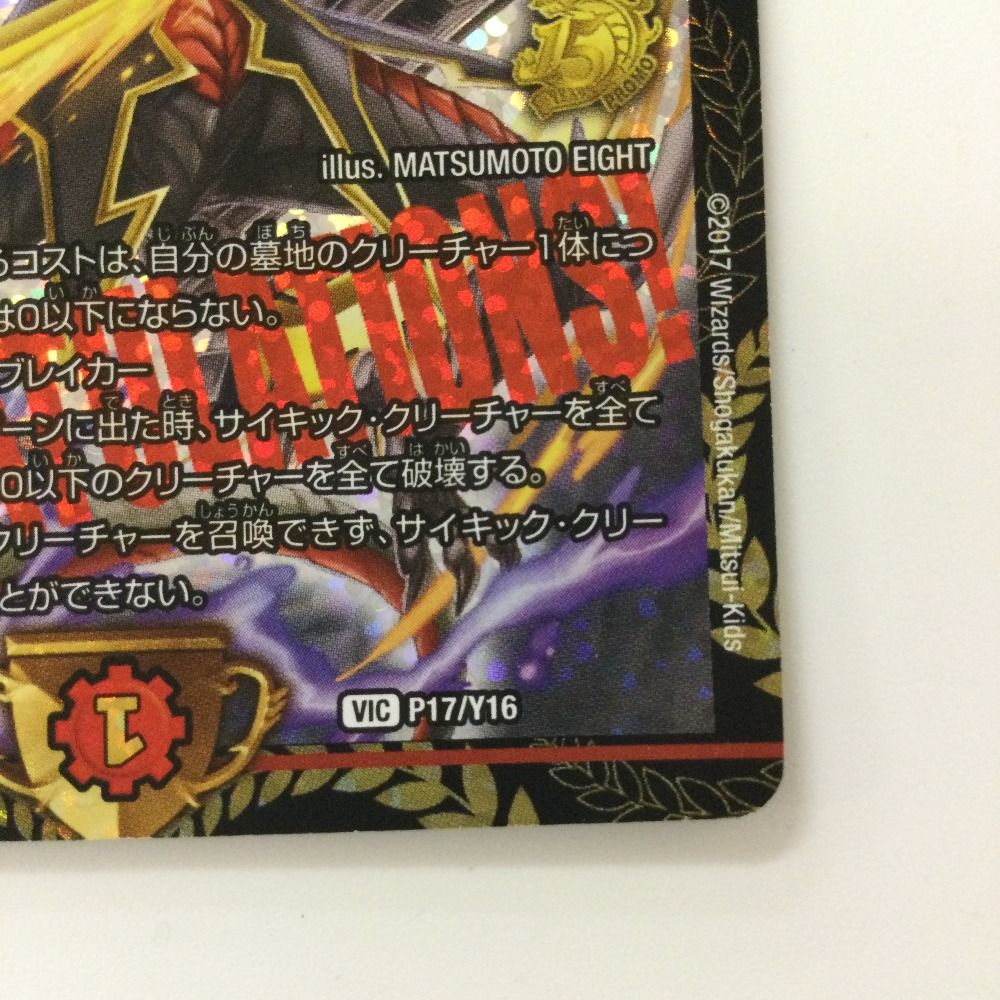 15
PROMO
illus. MATSUMOTO EIGHT
るコストは、自分の墓地のクリーチャー1体につ
は0以下にならない。
ブレイカー
ーンに出た時、サイキック・クリーチャーを全て
0以下のクリーチャーを全て破壊する。
クリーチャーを召喚できず、サイキック・クリー
とができない。
ULATIONS!
VIC P17/Y16
1
©2017 Wizards/Shogakukan/Mitsui-Kids